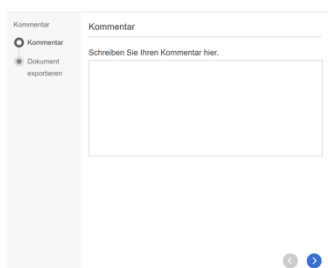 Kommentar
Kommentar
Dokument
exportieren
Kommentar
Schreiben Sie Ihren Kommentar hier.